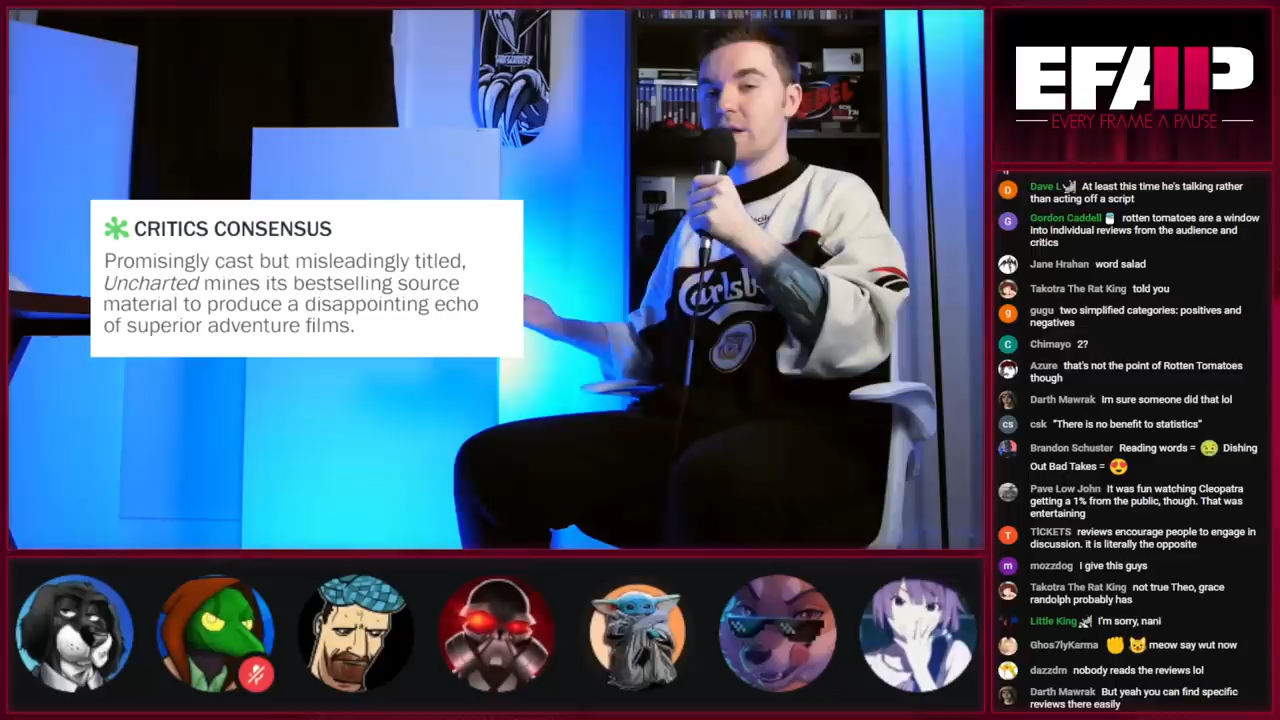 CRITICS CONSENSUS
Promisingly cast but misleadingly titled,
Uncharted mines its bestselling source
material to produce a disappointing echo
of superior adventure films.
Carlsb
EFAP
EVERY FRAME A PAUSE
Dave L At least this time he's talking rather
than acting off a script
Gordon Caddell rotten tomatoes are a window
into individual reviews from the audience and
critics
Jane Hrahan word salad
Takotra The Rat King told you
gugu two simplified categories: positives and
negatives
Chimayo 2?
Azure that's not the point of Rotten Tomatoes
though
Darth Mawrak Im sure someone did that lol
csk "There is no benefit to statistics"
Brandon Schuster Reading words = 🤢 Dishing
Out Bad Takes = 😍
Pave Low John It was fun watching Cleopatra
getting a 1% from the public, though. That was
entertaining
TICKETS reviews encourage people to engage in
discussion. it is literally the opposite
mozzdog I give this guys
Takotra The Rat King not true Theo, grace
randolph probably has
Little King I'm sorry, nani
Ghos7lyKarma ✊😼 meow say wut now
dazzdm nobody reads the reviews lol
Darth Mawrak But yeah you can find specific
reviews there easily